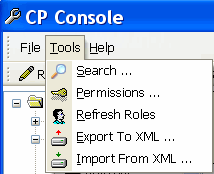 CP Console
File Tools Help
R
Search ...
Permissions ...
Refresh Roles
Export To XML ...
Import From XML ...